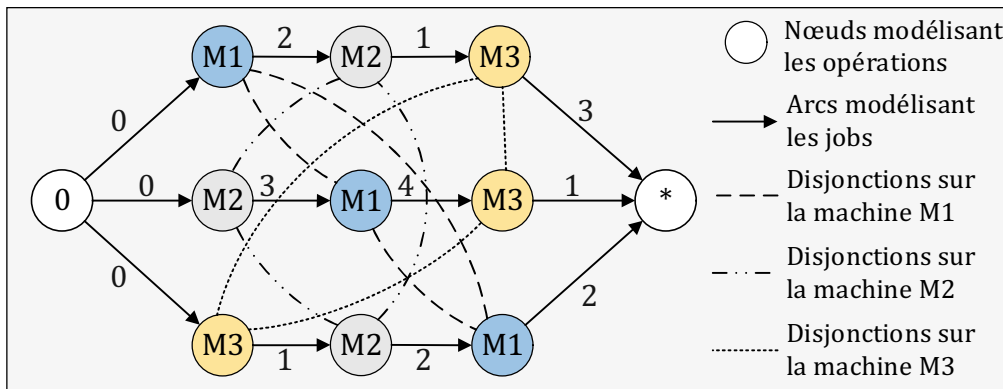 M1 2 M2 1 M3
0 3
0 0 M2 3 M1 4 M3 1 *
0 2
M3 1 M2 2 M1
Nœuds modélisant
les opérations
Arcs modélisant
les jobs
Disjonctions sur
la machine M1
Disjonctions sur
la machine M2
Disjonctions sur
la machine M3